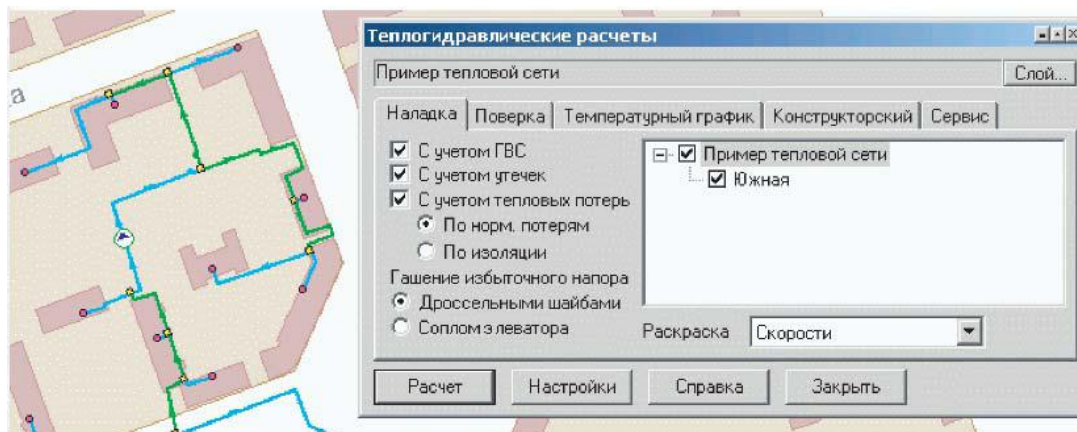 а
Теплогидравлические расчеты
Пример тепловой сети
Слой...
Наладка Поверка Температурный график Конструкторский Сервис
С учетом ГВС
С учетом утечек
С учетом тепловых потерь
По норм. потерям
По изоляции
Гашение избыточного напора
Дроссельными шайбами
Соплом элеватора
Пример тепловой сети
Южная
Раскраска Скорости
Расчет Настройки Справка Закрыть